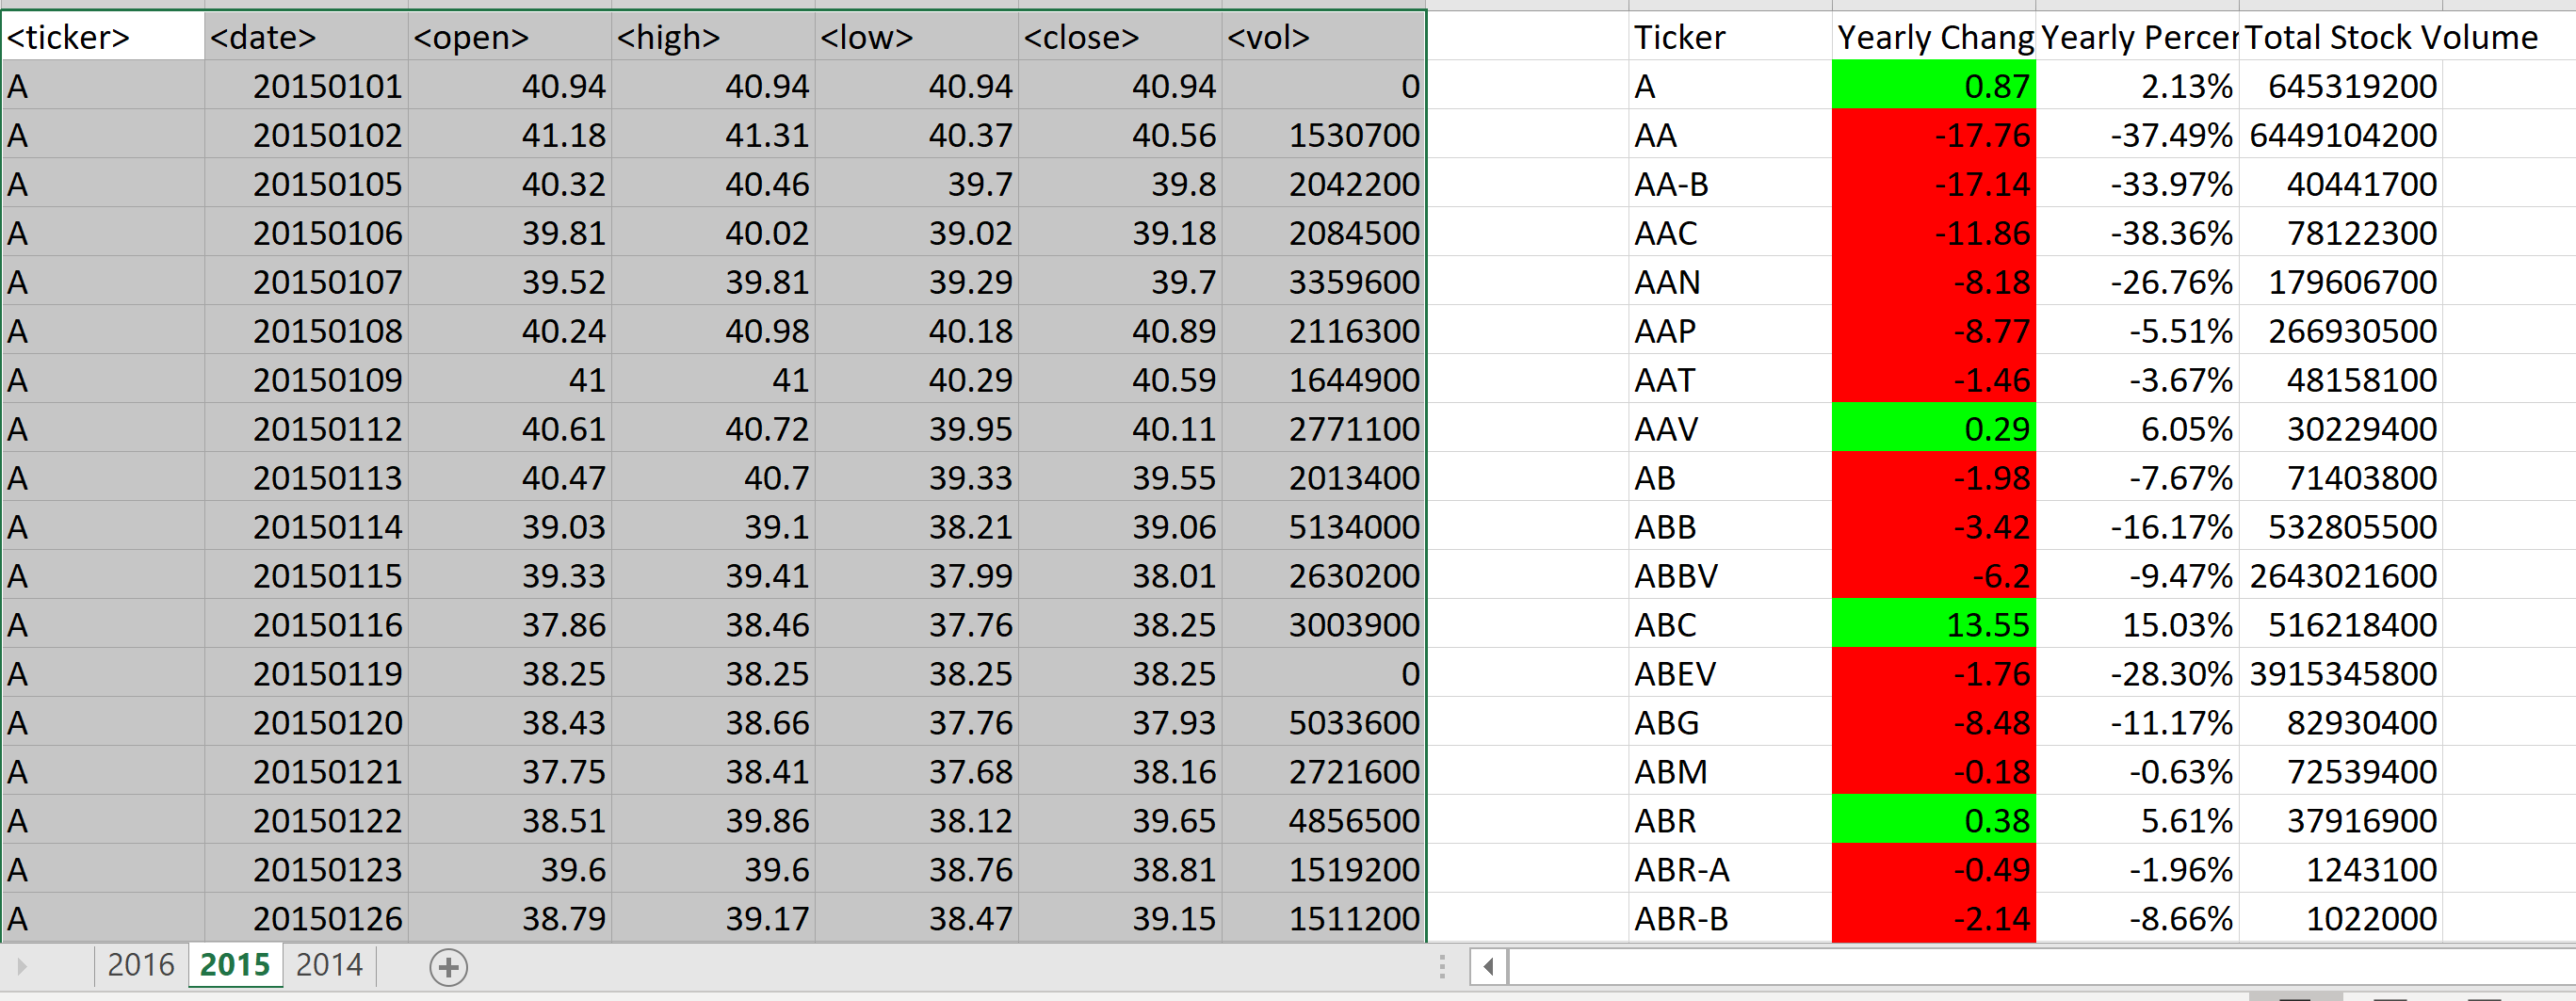 <ticker> <date> <open> <high> <low> <close> <vol> Ticker Yearly Chang Yearly Percer Total Stock Volume
A 20150101 40.94 40.94 40.94 40.94 0 A 0.87 2.13% 645319200
A 20150102 41.18 41.31 40.37 40.56 1530700 AA -17.76 -37.49% 6449104200
A 20150105 40.32 40.46 39.7 39.8 2042200 AA-B -17.14 -33.97% 40441700
A 20150106 39.81 40.02 39.02 39.18 2084500 AAC -11.86 -38.36% 78122300
A 20150107 39.52 39.81 39.29 39.7 3359600 AAN -8.18 -26.76% 179606700
A 20150108 40.24 40.98 40.18 40.89 2116300 AAP -8.77 -5.51% 266930500
A 20150109 41 41 40.29 40.59 1644900 AAT -1.46 -3.67% 48158100
A 20150112 40.61 40.72 39.95 40.11 2771100 AAV 0.29 6.05% 30229400
A 20150113 40.47 40.7 39.33 39.55 2013400 AB -1.98 -7.67% 71403800
A 20150114 39.03 39.1 38.21 39.06 5134000 ABB -3.42 -16.17% 532805500
A 20150115 39.33 39.41 37.99 38.01 2630200 ABBV -6.2 -9.47% 2643021600
A 20150116 37.86 38.46 37.76 38.25 3003900 ABC 13.55 15.03% 516218400
A 20150119 38.25 38.25 38.25 38.25 0 ABEV -1.76 -28.30% 3915345800
A 20150120 38.43 38.66 37.76 37.93 5033600 ABG -8.48 -11.17% 82930400
A 20150121 37.75 38.41 37.68 38.16 2721600 ABM -0.18 -0.63% 72539400
A 20150122 38.51 39.86 38.12 39.65 4856500 ABR 0.38 5.61% 37916900
A 20150123 39.6 39.6 38.76 38.81 1519200 ABR-A -0.49 -1.96% 1243100
A 20150126 38.79 39.17 38.47 39.15 1511200 ABR-B -2.14 -8.66% 1022000
2016 2015 2014